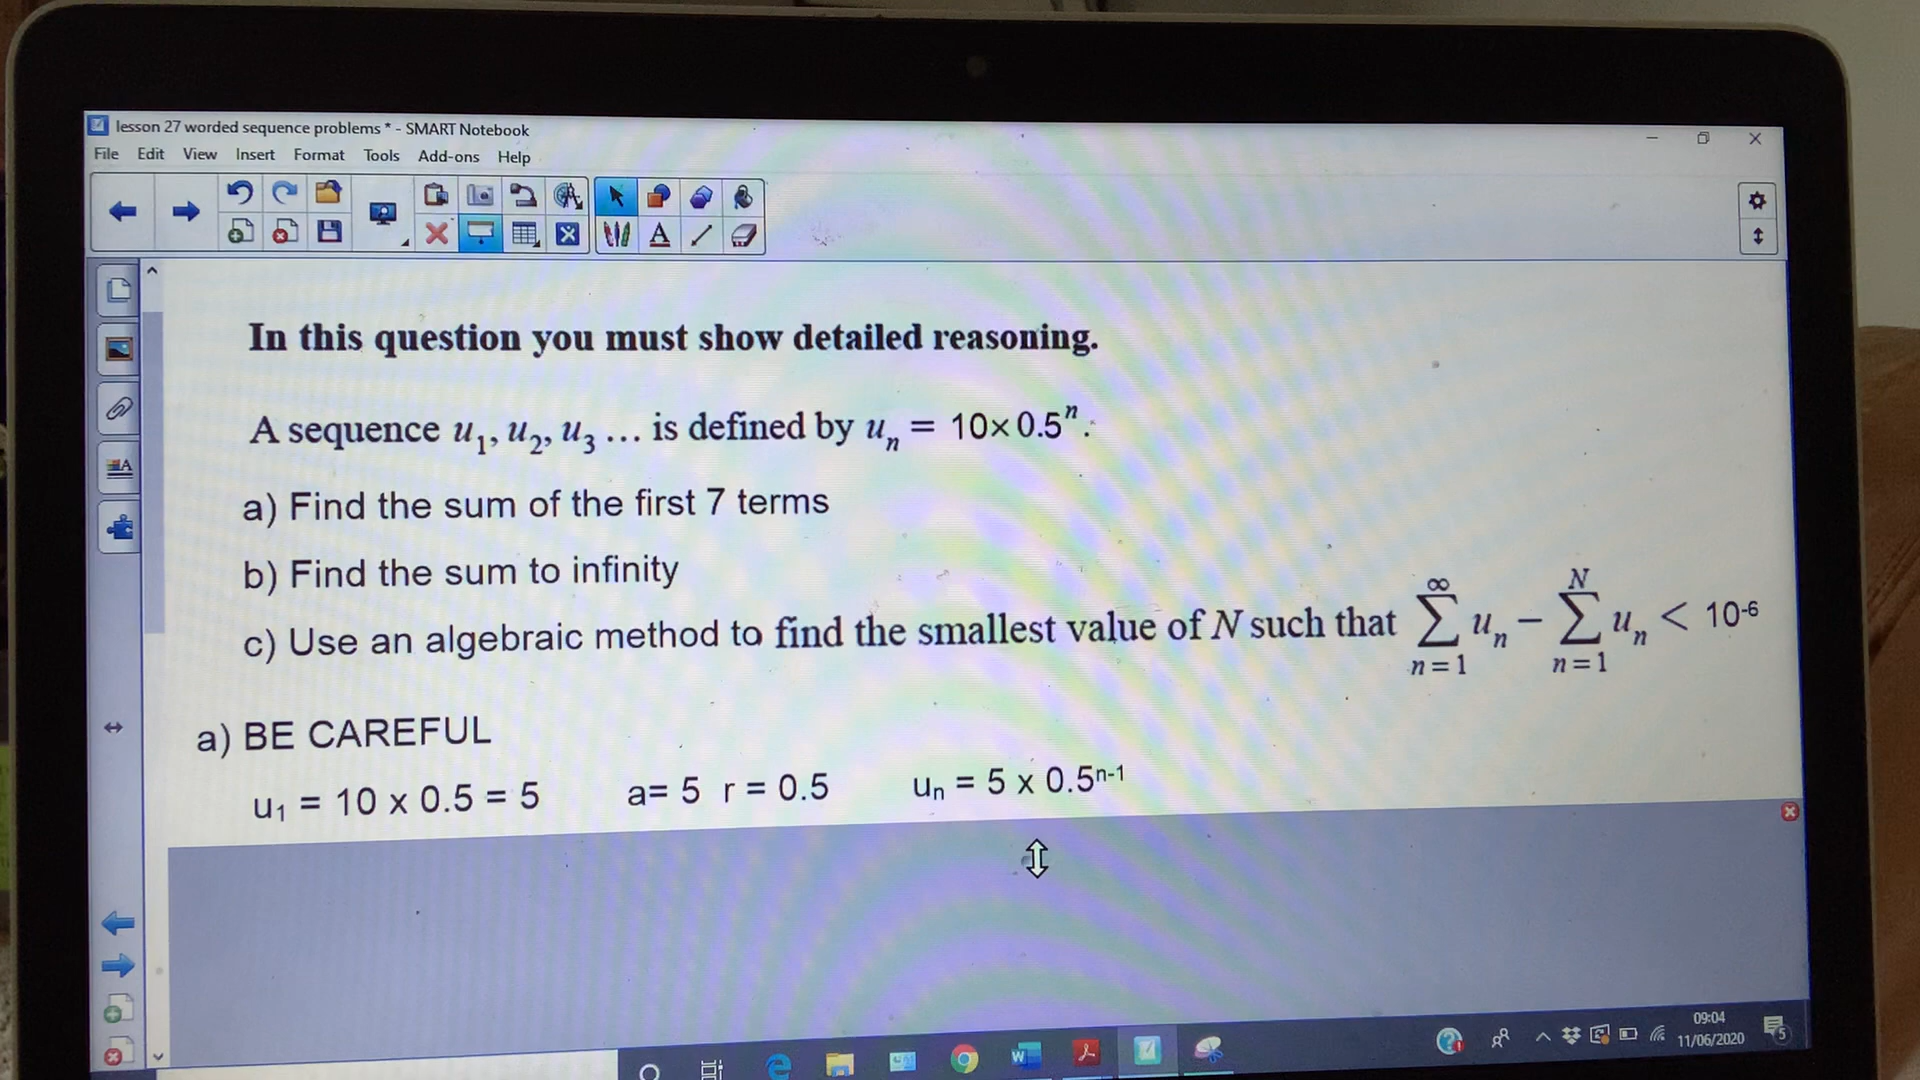 lesson 27 worded sequence problems * - SMART Notebook
File Edit View Insert Format Tools Add-ons Help
In this question you must show detailed reasoning.
A sequence u₁, u₂, u₃ ... is defined by uₙ = 10×0.5ⁿ.
a) Find the sum of the first 7 terms
b) Find the sum to infinity
c) Use an algebraic method to find the smallest value of N such that ∑_{n=1}^{∞} uₙ − ∑_{n=1}^{N} uₙ < 10⁻⁶
a) BE CAREFUL
u₁ = 10 x 0.5 = 5 a= 5 r = 0.5 uₙ = 5 x 0.5ⁿ⁻¹
09:04
11/06/2020
5